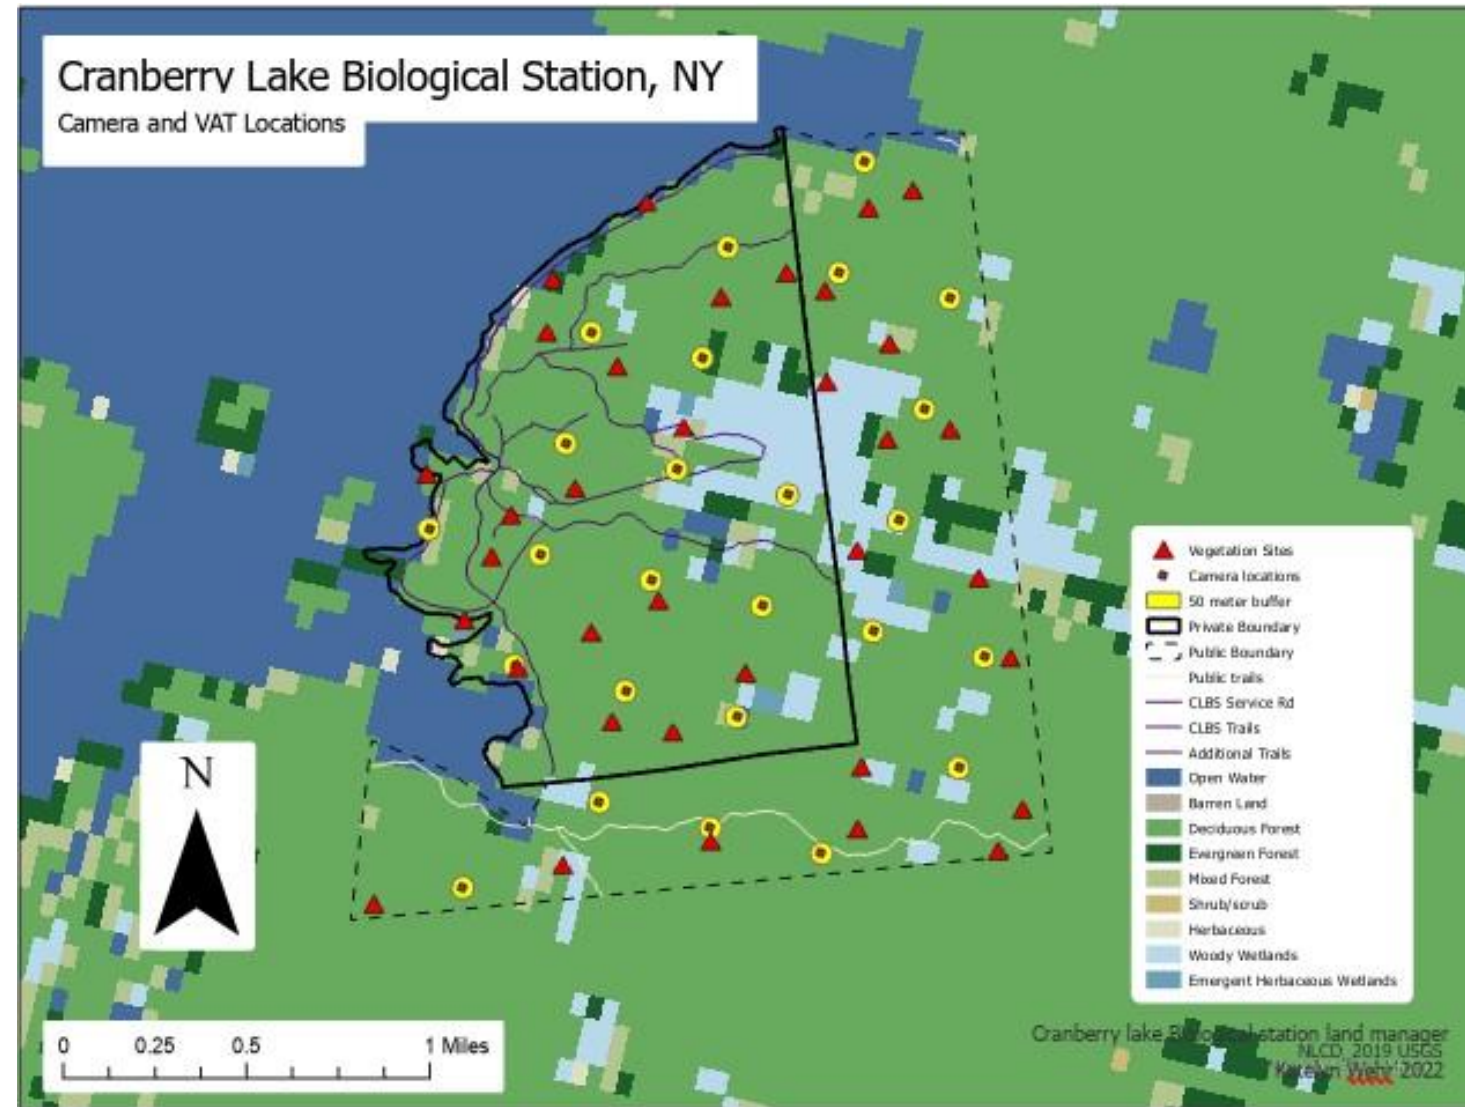 Cranberry Lake Biological Station, NY
Camera and VAT Locations
Vegetation Sites
Camera locations
50 meter buffer
Private Boundary
Public Boundary
Public trails
CLBS Service Rd
CLBS Trails
Additional Trails
Open Water
Barren Land
Deciduous Forest
Evergreen Forest
Mixed Forest
Shrub/scrub
Herbaceous
Woody Wetlands
Emergent Herbaceous Wetlands
N
0 0.25 0.5 1 Miles
Cranberry lake Biological station land manager
NLCD, 2019 USGS
Katelyn Wehr 2022